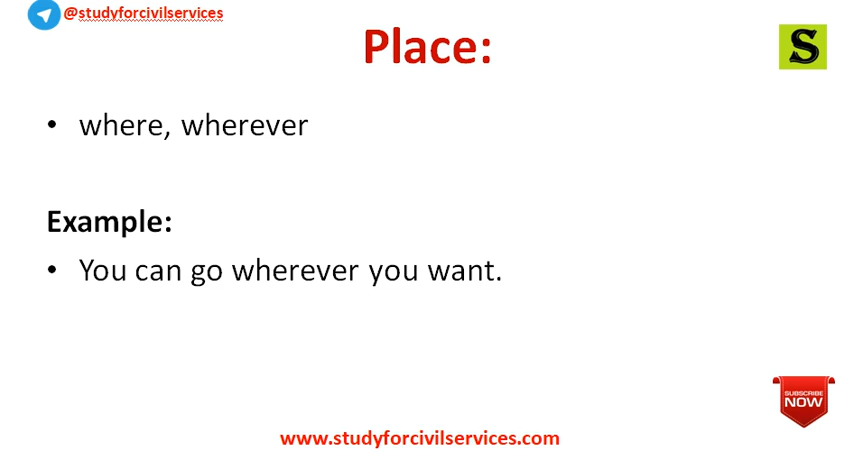 @studyforcivilservices
Place:
S
• where, wherever
Example:
• You can go wherever you want.
SUBSCRIBE
NOW
www.studyforcivilservices.com